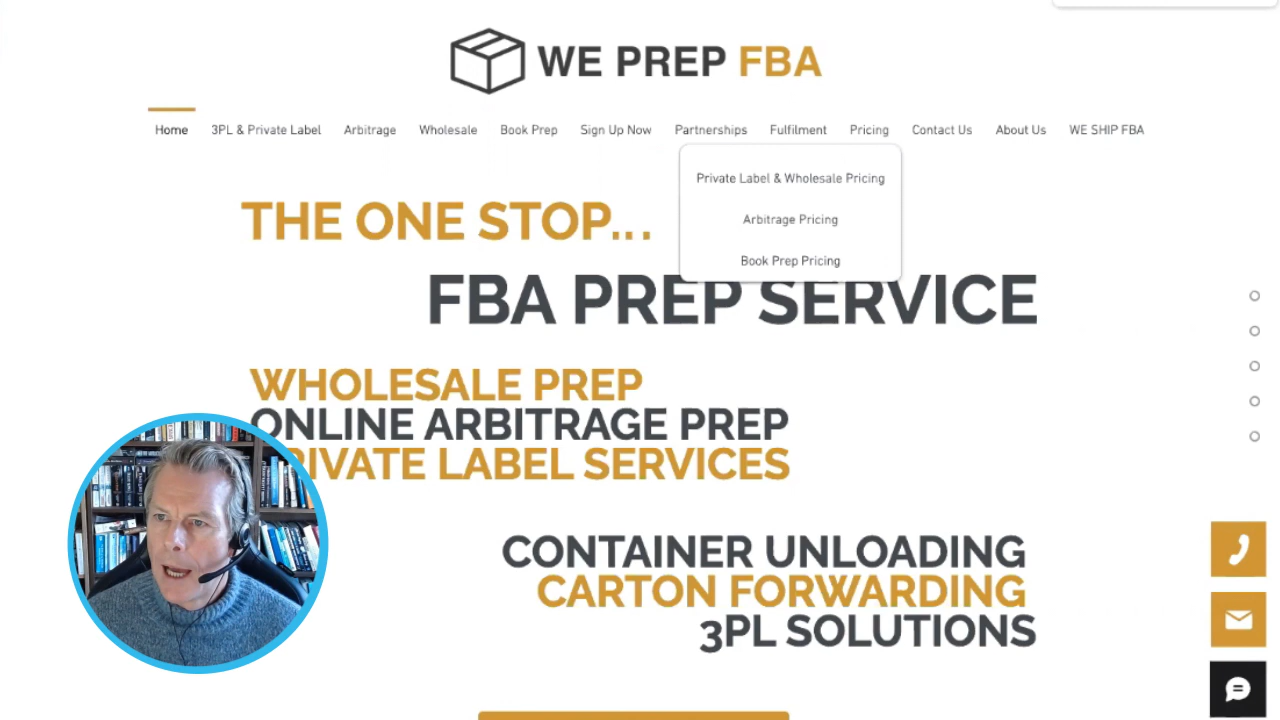 WE PREP FBA
Home 3PL & Private Label Arbitrage Wholesale Book Prep Sign Up Now Partnerships Fulfilment Pricing Contact Us About Us WE SHIP FBA
Private Label & Wholesale Pricing
Arbitrage Pricing
Book Prep Pricing
THE ONE STOP...
FBA PREP SERVICE
WHOLESALE PREP
ONLINE ARBITRAGE PREP
PRIVATE LABEL SERVICES
CONTAINER UNLOADING
CARTON FORWARDING
3PL SOLUTIONS